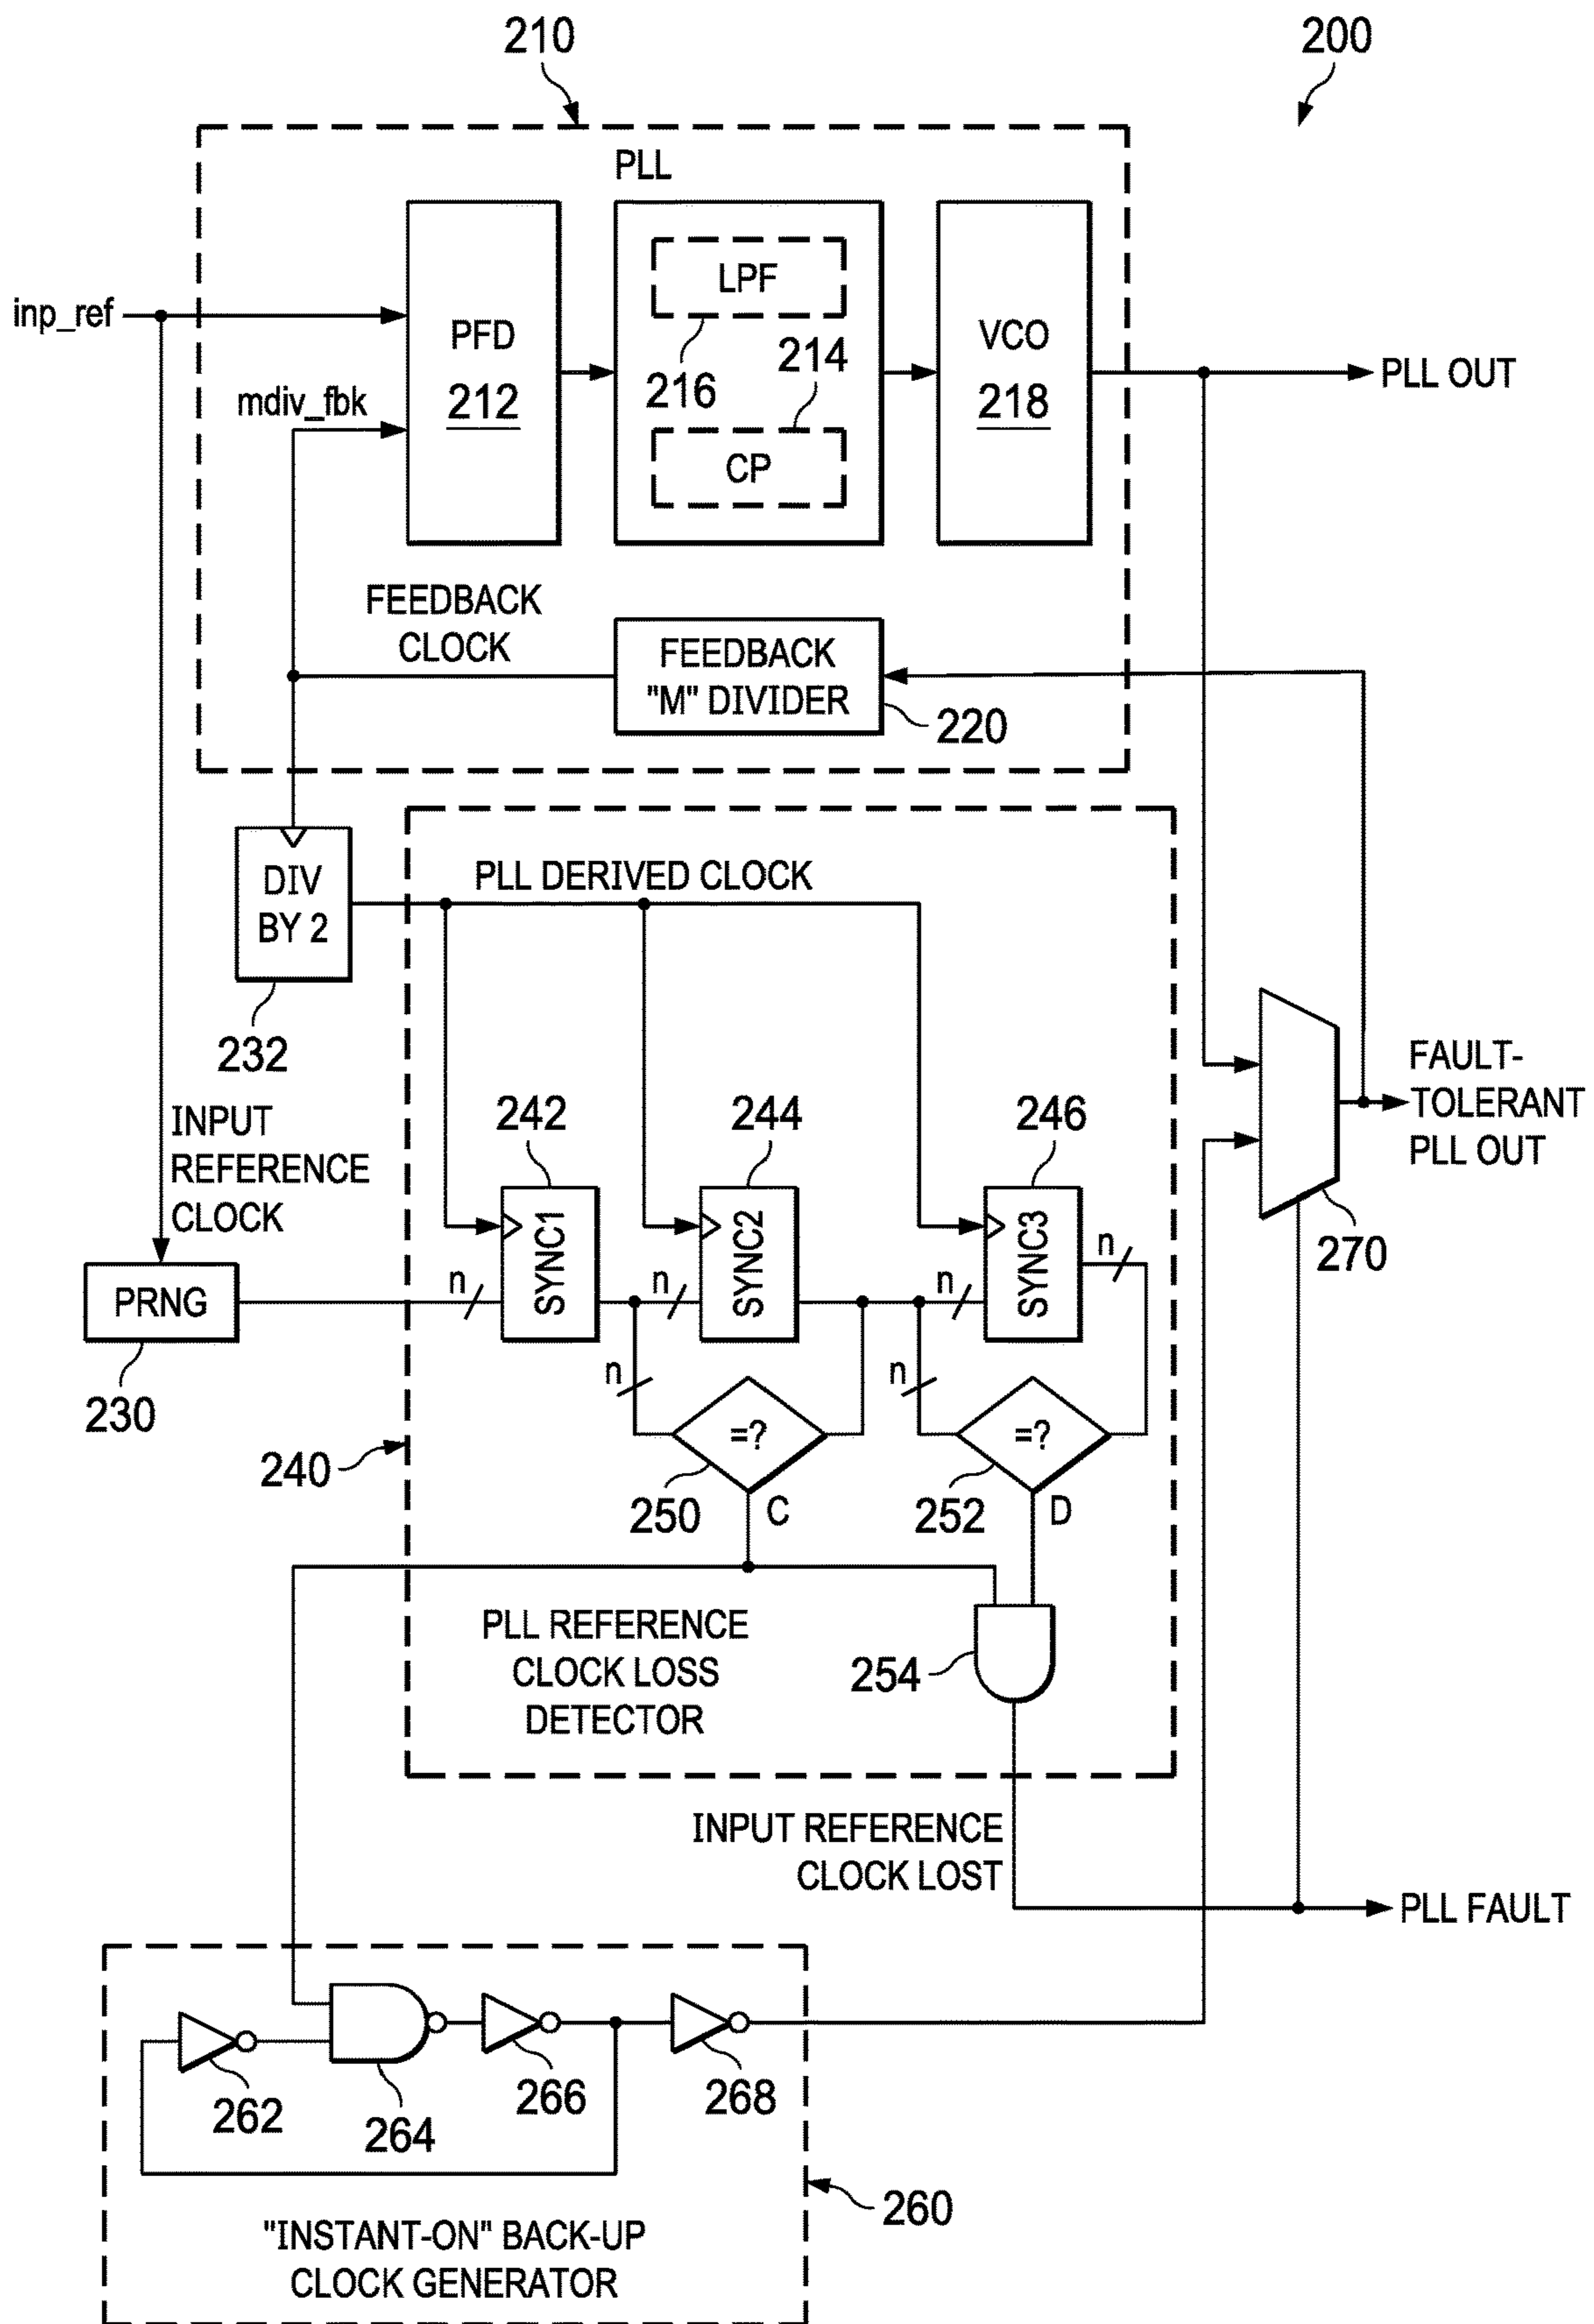 210
200
PLL
LPF
inp_ref
PFD
212
216
214
VCO
218
PLL OUT
mdiv_fbk
CP
FEEDBACK
CLOCK
FEEDBACK
"M" DIVIDER
220
DIV
BY 2
232
PLL DERIVED CLOCK
INPUT
REFERENCE
CLOCK
242
244
246
FAULT-
TOLERANT
PLL OUT
270
PRNG
230
n
SYNC1
n
SYNC2
n
SYNC3
n
n
n
=?
=?
240
250
C
252
D
PLL REFERENCE
CLOCK LOSS
DETECTOR
254
INPUT REFERENCE
CLOCK LOST
PLL FAULT
262
264
266
268
260
"INSTANT-ON" BACK-UP
CLOCK GENERATOR